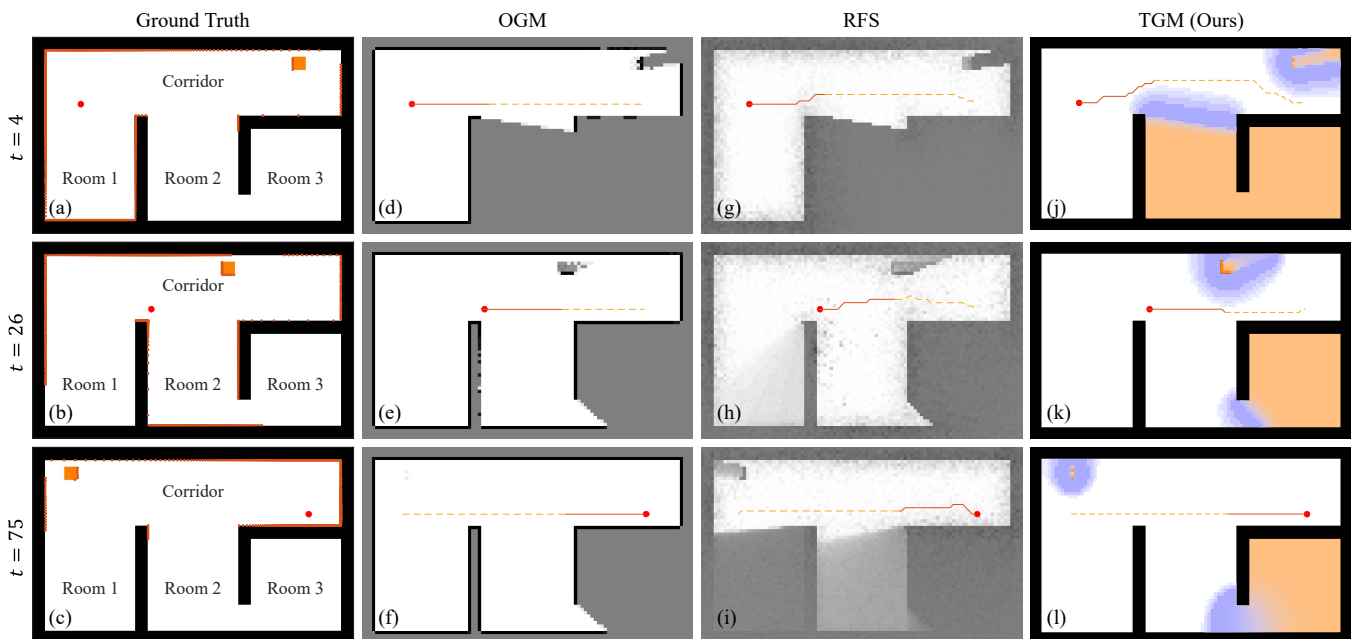 Ground Truth OGM RFS TGM (Ours)
t = 4
Corridor
Room 1 Room 2 Room 3
(a) (d) (g) (j)
t = 26
Corridor
Room 1 Room 2 Room 3
(b) (e) (h) (k)
t = 75
Corridor
Room 1 Room 2 Room 3
(c) (f) (i) (l)